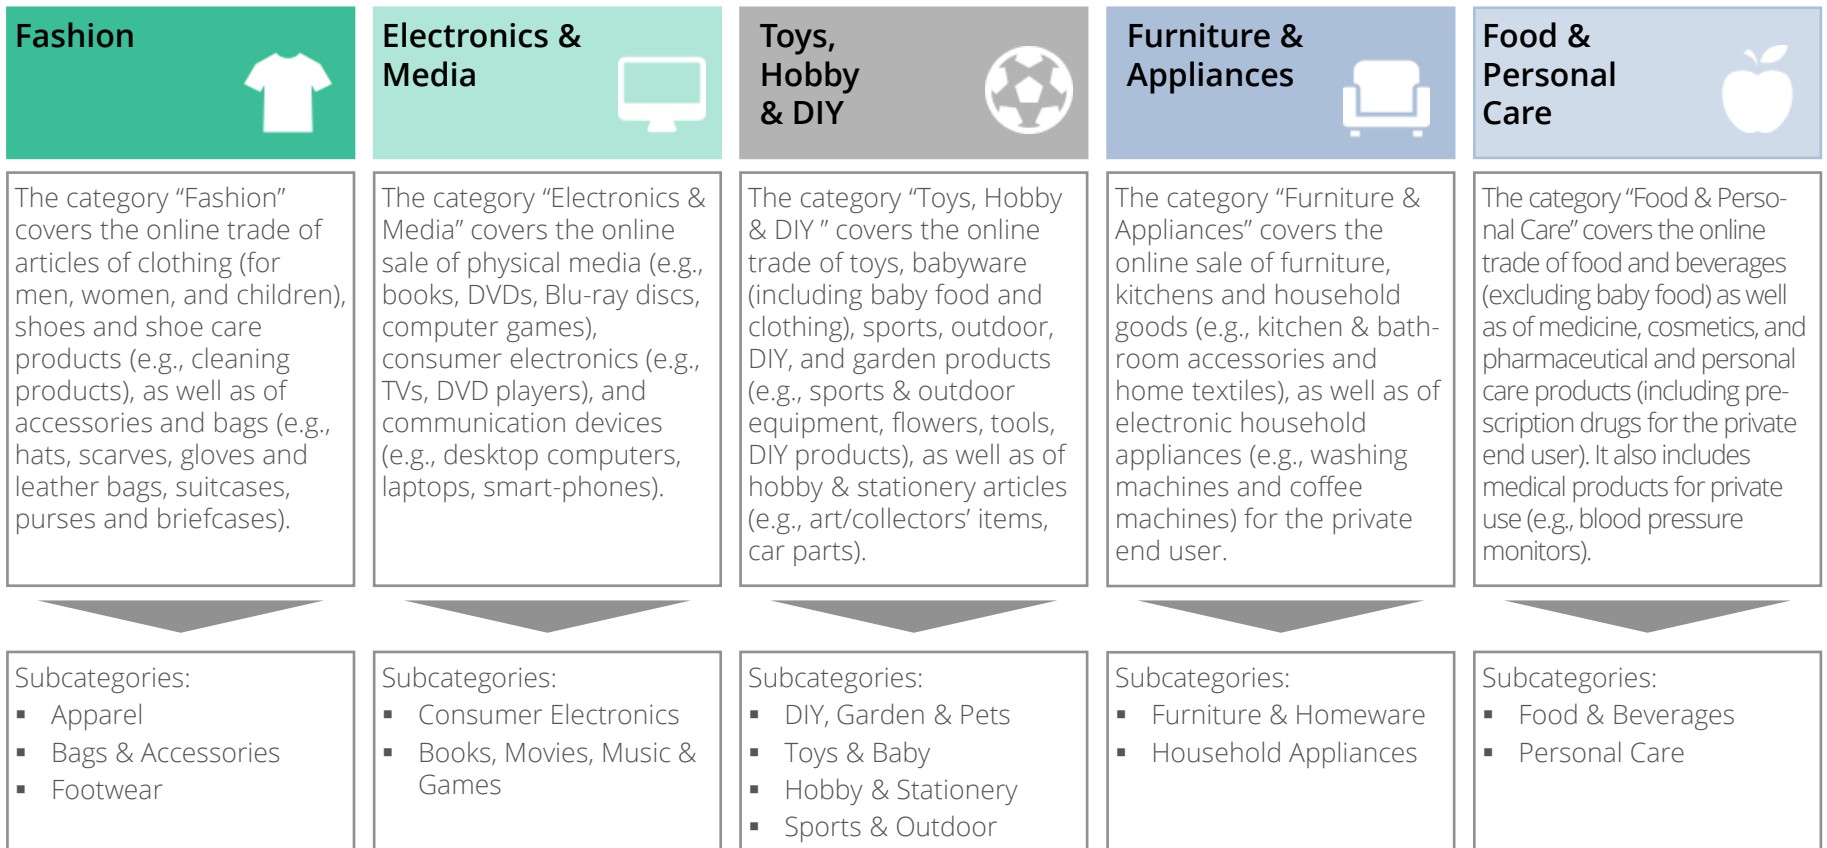 Fashion
Electronics &
Media
Toys,
Hobby
& DIY
Furniture &
Appliances
Food &
Personal
Care
The category “Fashion”
covers the online trade of
articles of clothing (for
men, women, and children),
shoes and shoe care
products (e.g., cleaning
products), as well as of
accessories and bags (e.g.,
hats, scarves, gloves and
leather bags, suitcases,
purses and briefcases).
The category “Electronics &
Media” covers the online
sale of physical media (e.g.,
books, DVDs, Blu-ray discs,
computer games),
consumer electronics (e.g.,
TVs, DVD players), and
communication devices
(e.g., desktop computers,
laptops, smart-phones).
The category “Toys, Hobby
& DIY ” covers the online
trade of toys, babyware
(including baby food and
clothing), sports, outdoor,
DIY, and garden products
(e.g., sports & outdoor
equipment, flowers, tools,
DIY products), as well as of
hobby & stationery articles
(e.g., art/collectors’ items,
car parts).
The category “Furniture &
Appliances” covers the
online sale of furniture,
kitchens and household
goods (e.g., kitchen & bath-
room accessories and
home textiles), as well as of
electronic household
appliances (e.g., washing
machines and coffee
machines) for the private
end user.
The category “Food & Perso-
nal Care” covers the online
trade of food and beverages
(excluding baby food) as well
as of medicine, cosmetics, and
pharmaceutical and personal
care products (including pre-
scription drugs for the private
end user). It also includes
medical products for private
use (e.g., blood pressure
monitors).
Subcategories:
▪ Apparel
▪ Bags & Accessories
▪ Footwear
Subcategories:
▪ Consumer Electronics
▪ Books, Movies, Music &
Games
Subcategories:
▪ DIY, Garden & Pets
▪ Toys & Baby
▪ Hobby & Stationery
▪ Sports & Outdoor
Subcategories:
▪ Furniture & Homeware
▪ Household Appliances
Subcategories:
▪ Food & Beverages
▪ Personal Care